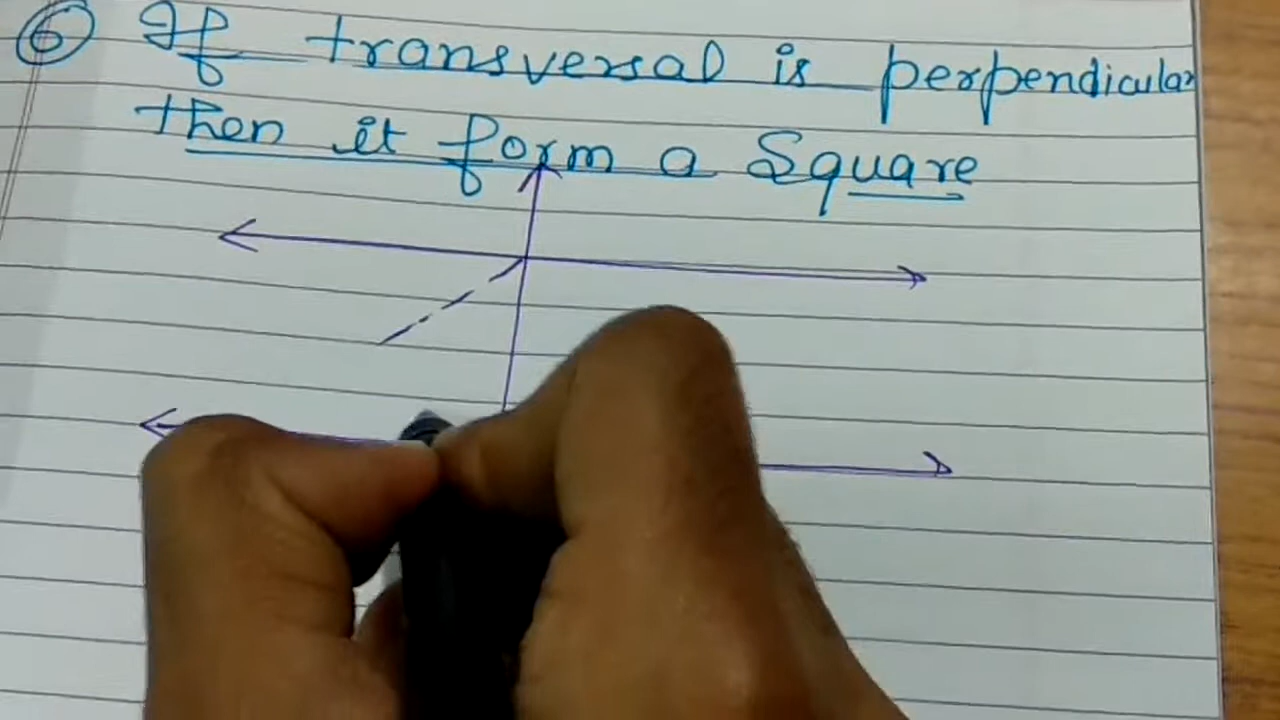 6 If transversal is perpendicular
then it form a Square